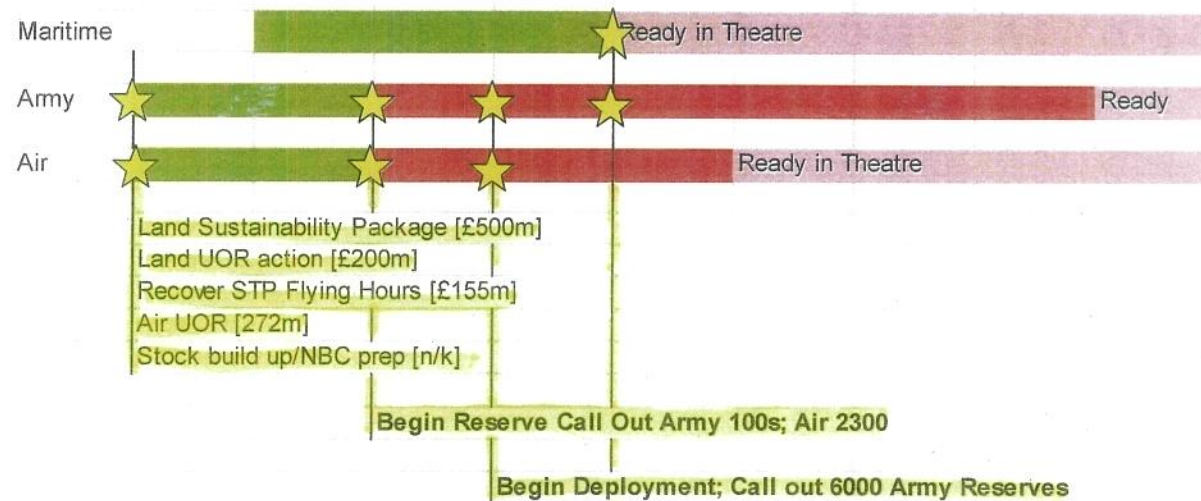 Maritime
Ready in Theatre
Army
Ready
Air
Ready in Theatre
Land Sustainability Package [£500m]
Land UOR action [£200m]
Recover STP Flying Hours [£155m]
Air UOR [272m]
Stock build up/NBC prep [n/k]
Begin Reserve Call Out Army 100s; Air 2300
Begin Deployment; Call out 6000 Army Reserves